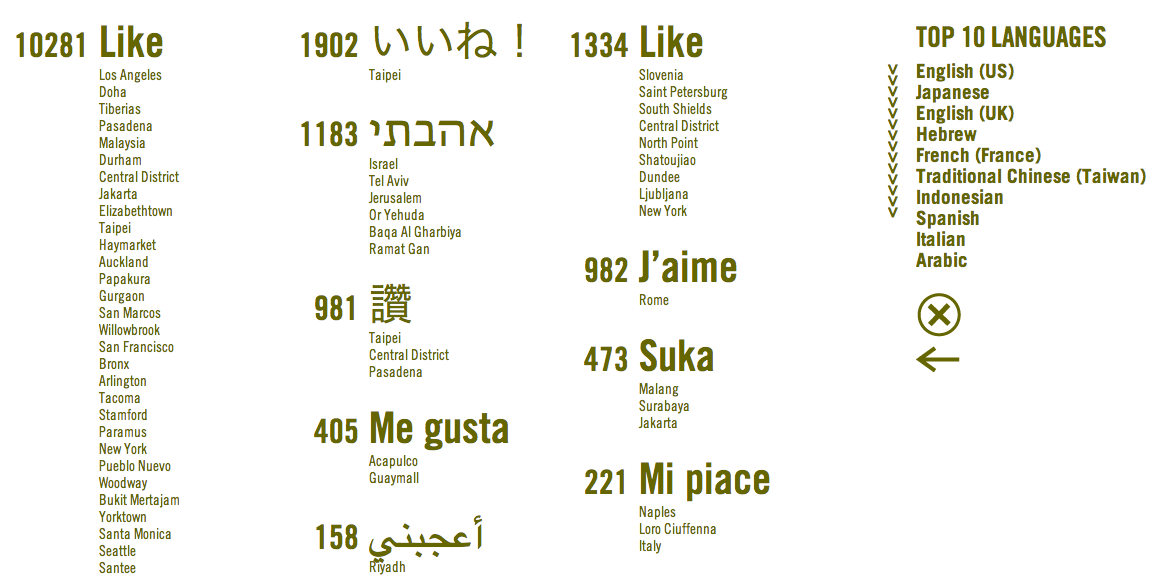 10281 Like
Los Angeles
Doha
Tiberias
Pasadena
Malaysia
Durham
Central District
Jakarta
Elizabethtown
Taipei
Haymarket
Auckland
Papakura
Gurgaon
San Marcos
Willowbrook
San Francisco
Bronx
Arlington
Tacoma
Stamford
Paramus
New York
Pueblo Nuevo
Woodway
Bukit Mertajam
Yorktown
Santa Monica
Seattle
Santee
1902 いいね！
Taipei
1183 אהבתי
Israel
Tel Aviv
Jerusalem
Or Yehuda
Baqa Al Gharbiya
Ramat Gan
981 讚
Taipei
Central District
Pasadena
405 Me gusta
Acapulco
Guaymall
158 أعجبني
Riyadh
1334 Like
Slovenia
Saint Petersburg
South Shields
Central District
North Point
Shatoujiao
Dundee
Ljubljana
New York
982 J’aime
Rome
473 Suka
Malang
Surabaya
Jakarta
221 Mi piace
Naples
Loro Ciuffenna
Italy
TOP 10 LANGUAGES
English (US)
Japanese
English (UK)
Hebrew
French (France)
Traditional Chinese (Taiwan)
Indonesian
Spanish
Italian
Arabic